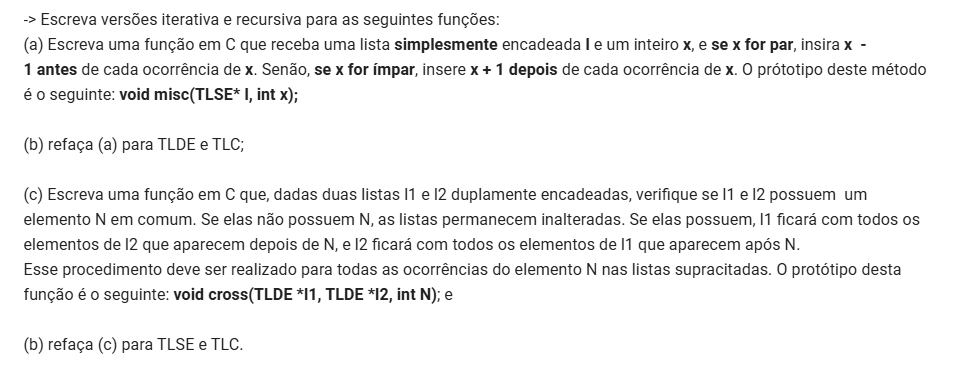 -> Escreva versões iterativa e recursiva para as seguintes funções:
(a) Escreva uma função em C que receba uma lista simplesmente encadeada l e um inteiro x, e se x for par, insira x -
1 antes de cada ocorrência de x. Senão, se x for ímpar, insere x + 1 depois de cada ocorrência de x. O prótotipo deste método
é o seguinte: void misc(TLSE* l, int x);
(b) refaça (a) para TLDE e TLC;
(c) Escreva uma função em C que, dadas duas listas l1 e l2 duplamente encadeadas, verifique se l1 e l2 possuem um
elemento N em comum. Se elas não possuem N, as listas permanecem inalteradas. Se elas possuem, l1 ficará com todos os
elementos de l2 que aparecem depois de N, e l2 ficará com todos os elementos de l1 que aparecem após N.
Esse procedimento deve ser realizado para todas as ocorrências do elemento N nas listas supracitadas. O protótipo desta
função é o seguinte: void cross(TLDE *l1, TLDE *l2, int N); e
(b) refaça (c) para TLSE e TLC.